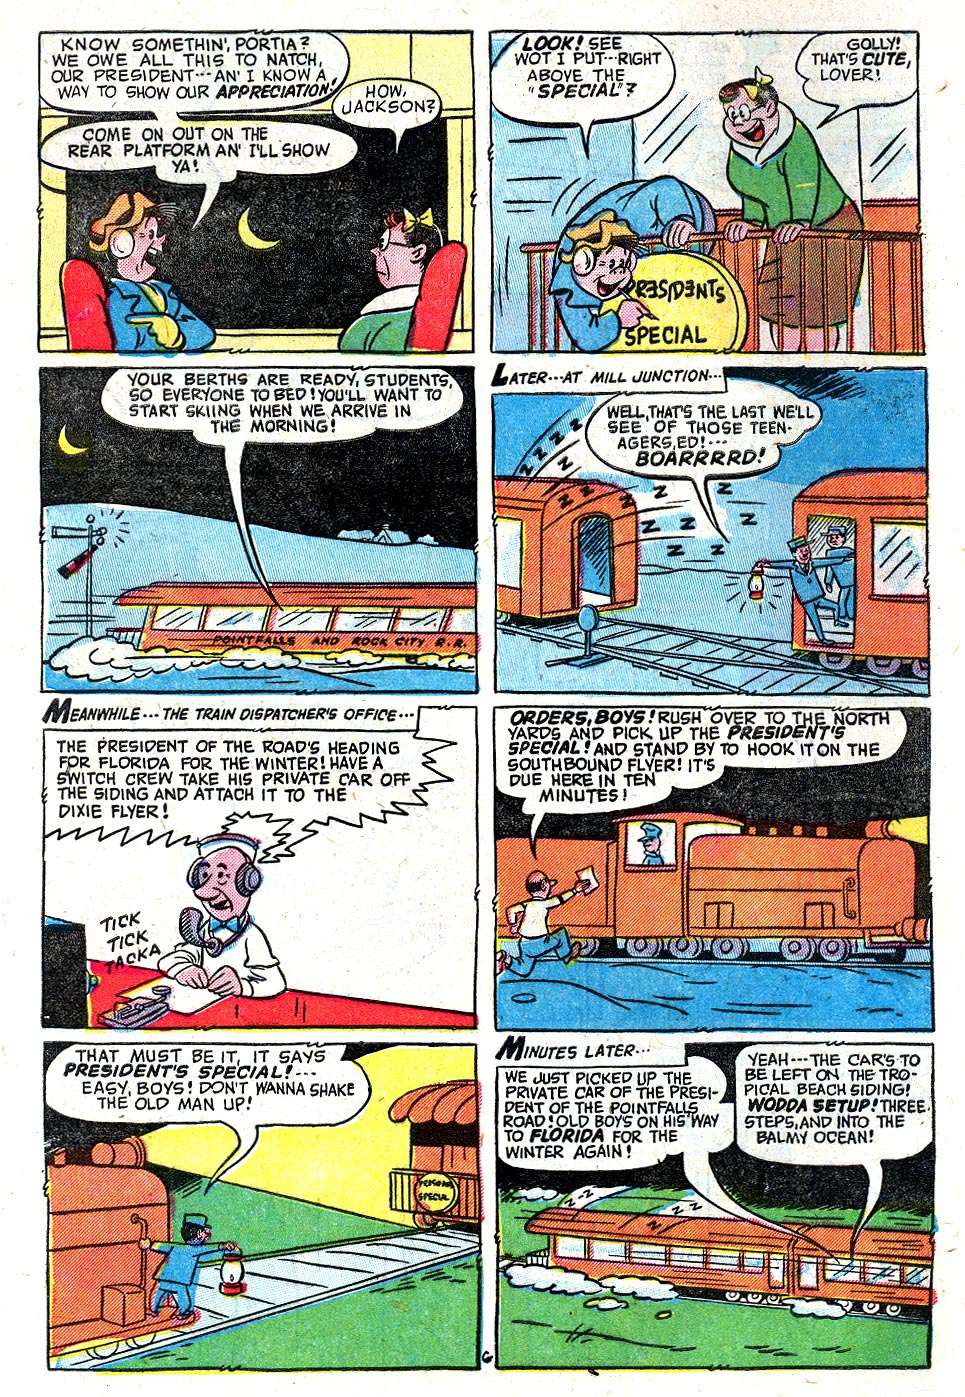 KNOW SOMETHIN', PORTIA?
WE OWE ALL THIS TO NATCH,
OUR PRESIDENT---AN' I KNOW A
WAY TO SHOW OUR APPRECIATION!
HOW,
JACKSON?
COME ON OUT ON THE
REAR PLATFORM AN' I'LL SHOW
YA!
LOOK! SEE
WOT I PUT---RIGHT
ABOVE THE
"SPECIAL"?
GOLLY!
THAT'S CUTE,
LOVER!
PRESIDENTS
SPECIAL
YOUR BERTHS ARE READY, STUDENTS,
SO EVERYONE TO BED! YOU'LL WANT TO
START SKIING WHEN WE ARRIVE IN
THE MORNING!
POINTFALLS AND ROCK CITY R.R.
LATER---AT MILL JUNCTION---
WELL, THAT'S THE LAST WE'LL
SEE OF THOSE TEEN-
AGERS, ED!---
BOARRRRD!
Z Z Z Z Z Z Z Z Z Z Z Z
MEANWHILE---THE TRAIN DISPATCHER'S OFFICE---
THE PRESIDENT OF THE ROAD'S HEADING
FOR FLORIDA FOR THE WINTER! HAVE A
SWITCH CREW TAKE HIS PRIVATE CAR OFF
THE SIDING AND ATTACH IT TO THE
DIXIE FLYER!
TICK
TICK
TACKA
ORDERS, BOYS! RUSH OVER TO THE NORTH
YARDS AND PICK UP THE PRESIDENT'S
SPECIAL! AND STAND BY TO HOOK IT ON THE
SOUTHBOUND FLYER! IT'S
DUE HERE IN TEN
MINUTES!
THAT MUST BE IT, IT SAYS
PRESIDENT'S SPECIAL!---
EASY, BOYS! DON'T WANNA SHAKE
THE OLD MAN UP!
SPECIAL
MINUTES LATER---
WE JUST PICKED UP THE
PRIVATE CAR OF THE PRESI-
DENT OF THE POINTFALLS
ROAD! OLD BOYS ON HIS WAY
TO FLORIDA FOR THE
WINTER AGAIN!
YEAH---THE CAR'S TO
BE LEFT ON THE TRO-
PICAL BEACH SIDING!
WODDA SETUP! THREE
STEPS, AND INTO THE
BALMY OCEAN!
Z-Z
Z Z Z
6